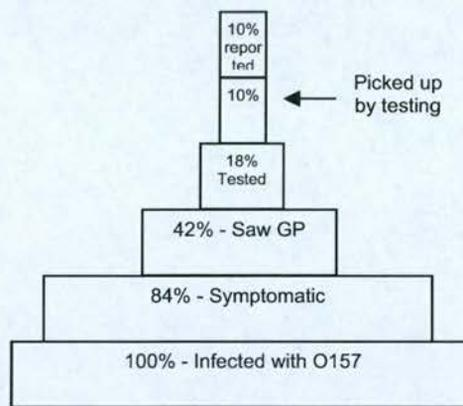 10%
repor
ted
10%
Picked up
by testing
18%
Tested
42% - Saw GP
84% - Symptomatic
100% - Infected with O157